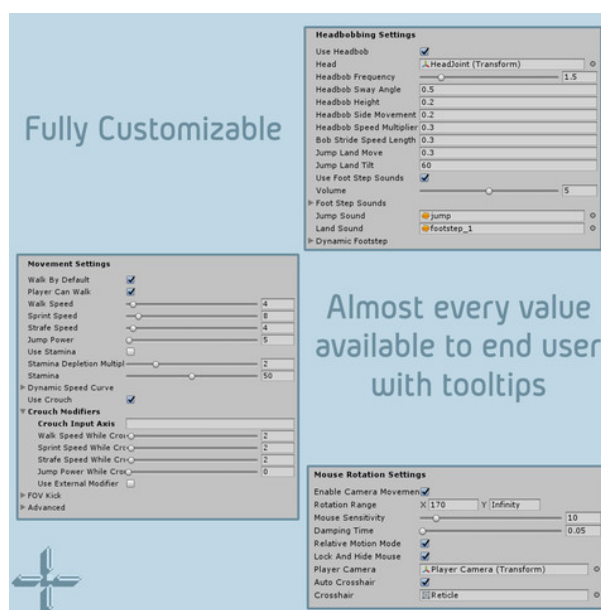 Headbobbing Settings
Use Headbob
Head HeadJoint (Transform)
Headbob Frequency 1.5
Headbob Sway Angle 0.5
Headbob Height 0.2
Headbob Side Movement 0.2
Headbob Speed Multiplier 0.3
Bob Stride Speed Length 0.3
Jump Land Move 0.3
Jump Land Tilt 60
Use Foot Step Sounds
Volume 5
Foot Step Sounds
Jump Sound jump
Land Sound footstep_1
Dynamic Footstep
Fully Customizable
Movement Settings
Walk By Default
Player Can Walk
Walk Speed 4
Sprint Speed 8
Strafe Speed 4
Jump Power 5
Use Stamina
Stamina Depletion Multipl 2
Stamina 50
Dynamic Speed Curve
Use Crouch
Crouch Modifiers
Crouch Input Axis
Walk Speed While Cro 2
Sprint Speed While Cr 2
Strafe Speed While Cr 2
Jump Power While Cro 0
Use External Modifier
FOV Kick
Advanced
Almost every value
available to end user
with tooltips
Mouse Rotation Settings
Enable Camera Movemen
Rotation Range X 170 Y Infinity
Mouse Sensitivity 10
Damping Time 0.05
Relative Motion Mode
Lock And Hide Mouse
Player Camera Player Camera (Transform)
Auto Crosshair
Crosshair Reticle